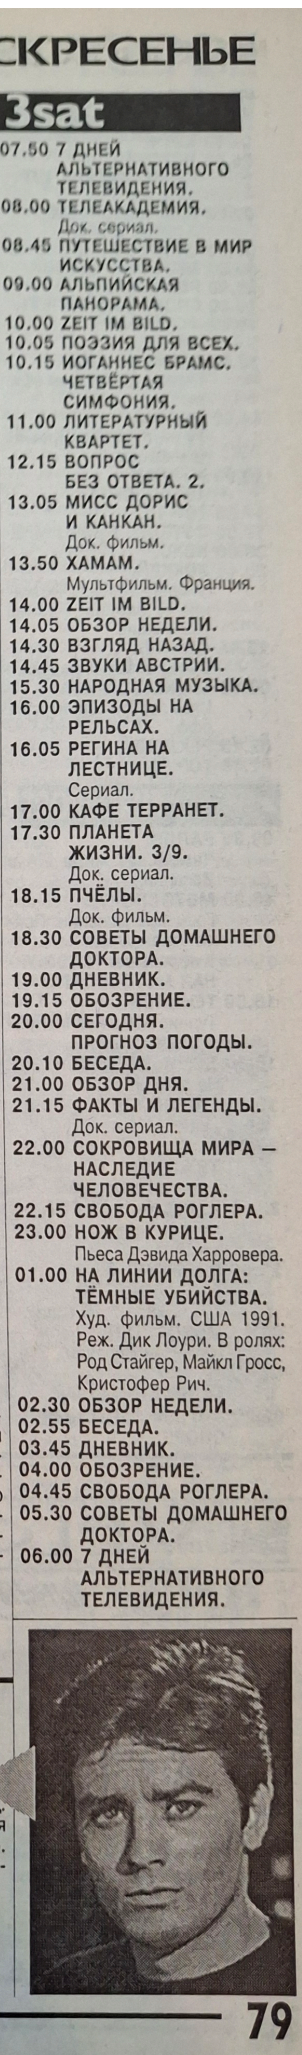 СКРЕСЕНЬЕ
3sat
07.50 7 ДНЕЙ
АЛЬТЕРНАТИВНОГО
ТЕЛЕВИДЕНИЯ.
08.00 ТЕЛЕАКАДЕМИЯ.
Док. сериал.
08.45 ПУТЕШЕСТВИЕ В МИР
ИСКУССТВА.
09.00 АЛЬПИЙСКАЯ
ПАНОРАМА.
10.00 ZEIT IM BILD.
10.05 ПОЭЗИЯ ДЛЯ ВСЕХ.
10.15 ИОГАННЕС БРАМС.
ЧЕТВЁРТАЯ
СИМФОНИЯ.
11.00 ЛИТЕРАТУРНЫЙ
КВАРТЕТ.
12.15 ВОПРОС
БЕЗ ОТВЕТА. 2.
13.05 МИСС ДОРИС
И КАНКАН.
Док. фильм.
13.50 ХАМАМ.
Мультфильм. Франция.
14.00 ZEIT IM BILD.
14.05 ОБЗОР НЕДЕЛИ.
14.30 ВЗГЛЯД НАЗАД.
14.45 ЗВУКИ АВСТРИИ.
15.30 НАРОДНАЯ МУЗЫКА.
16.00 ЭПИЗОДЫ НА
РЕЛЬСАХ.
16.05 РЕГИНА НА
ЛЕСТНИЦЕ.
Сериал.
17.00 КАФЕ ТЕРРАНЕТ.
17.30 ПЛАНЕТА
ЖИЗНИ. 3/9.
Док. сериал.
18.15 ПЧЁЛЫ.
Док. фильм.
18.30 СОВЕТЫ ДОМАШНЕГО
ДОКТОРА.
19.00 ДНЕВНИК.
19.15 ОБОЗРЕНИЕ.
20.00 СЕГОДНЯ.
ПРОГНОЗ ПОГОДЫ.
20.10 БЕСЕДА.
21.00 ОБЗОР ДНЯ.
21.15 ФАКТЫ И ЛЕГЕНДЫ.
Док. сериал.
22.00 СОКРОВИЩА МИРА –
НАСЛЕДИЕ
ЧЕЛОВЕЧЕСТВА.
22.15 СВОБОДА РОГЛЕРА.
23.00 НОЖ В КУРИЦЕ.
Пьеса Дэвида Харровера.
01.00 НА ЛИНИИ ДОЛГА:
ТЁМНЫЕ УБИЙСТВА.
Худ. фильм. США 1991.
Реж. Дик Лоури. В ролях:
Род Стайгер, Майкл Гросс,
Кристофер Рич.
02.30 ОБЗОР НЕДЕЛИ.
02.55 БЕСЕДА.
03.45 ДНЕВНИК.
04.00 ОБОЗРЕНИЕ.
04.45 СВОБОДА РОГЛЕРА.
05.30 СОВЕТЫ ДОМАШНЕГО
ДОКТОРА.
06.00 7 ДНЕЙ
АЛЬТЕРНАТИВНОГО
ТЕЛЕВИДЕНИЯ.
79